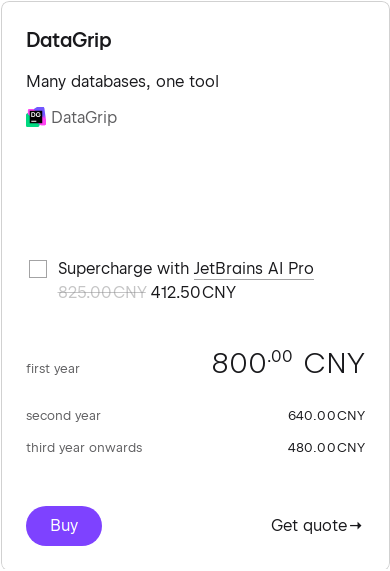 DataGrip
Many databases, one tool
DO
DataGrip
Supercharge with JetBrains AI Pro
825.00 CNY 412.50 CNY
first year 800.00 CNY
second year 640.00 CNY
third year onwards 480.00 CNY
Buy Get quote →